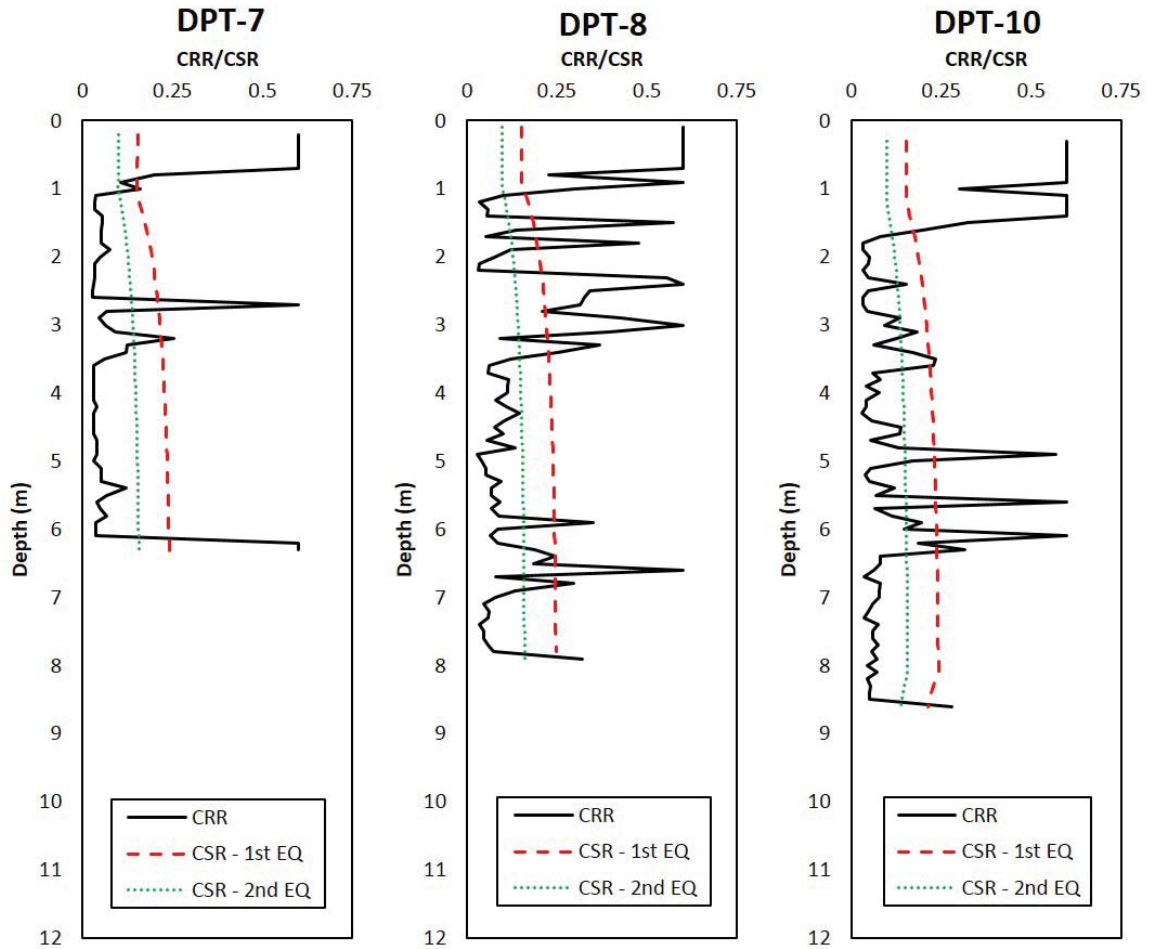 DPT-7
CRR/CSR
0 0.25 0.5 0.75
0
1
2
3
4
5
6
7
8
9
10
11
12
Depth (m)
CRR
CSR - 1st EQ
CSR - 2nd EQ
DPT-8
CRR/CSR
0 0.25 0.5 0.75
0
1
2
3
4
5
6
7
8
9
10
11
12
Depth (m)
CRR
CSR - 1st EQ
CSR - 2nd EQ
DPT-10
CRR/CSR
0 0.25 0.5 0.75
0
1
2
3
4
5
6
7
8
9
10
11
12
Depth (m)
CRR
CSR - 1st EQ
CSR - 2nd EQ